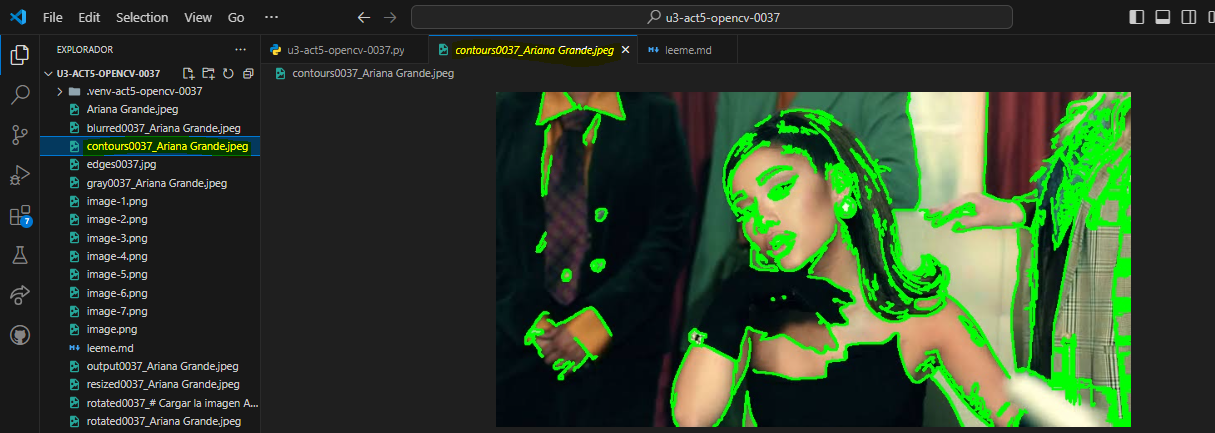 File Edit Selection View Go ··· u3-act5-opencv-0037
EXPLORADOR ···
u3-act5-opencv-0037.py contours0037_Ariana Grande.jpeg leeme.md
U3-ACT5-OPENCV-0037
contours0037_Ariana Grande.jpeg
.venv-act5-opencv-0037
Ariana Grande.jpeg
blurred0037_Ariana Grande.jpeg
contours0037_Ariana Grande.jpeg
edges0037.jpg
gray0037_Ariana Grande.jpeg
image-1.png
image-2.png
image-3.png
image-4.png
image-5.png
image-6.png
image-7.png
image.png
leeme.md
output0037_Ariana Grande.jpeg
resized0037_Ariana Grande.jpeg
rotated0037_# Cargar la imagen A...
rotated0037_Ariana Grande.jpeg
7